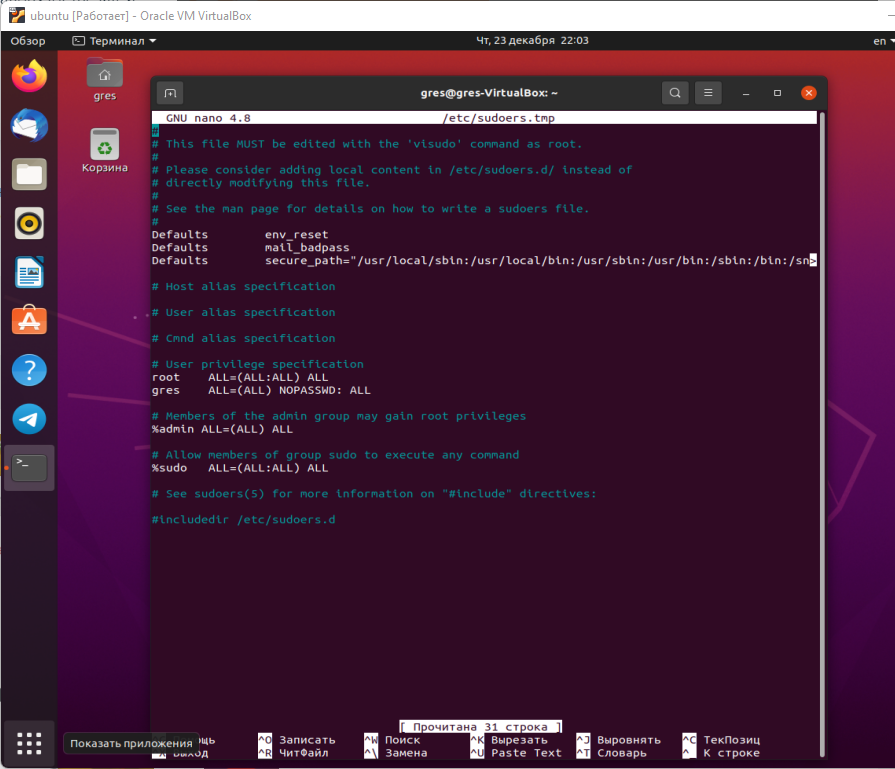 ubuntu [Работает] - Oracle VM VirtualBox
Обзор Терминал Чт, 23 декабря 22:03 en
gres
Корзина
gres@gres-VirtualBox: ~
GNU nano 4.8 /etc/sudoers.tmp
#
# This file MUST be edited with the 'visudo' command as root.
#
# Please consider adding local content in /etc/sudoers.d/ instead of
# directly modifying this file.
#
# See the man page for details on how to write a sudoers file.
#
Defaults env_reset
Defaults mail_badpass
Defaults secure_path="/usr/local/sbin:/usr/local/bin:/usr/sbin:/usr/bin:/sbin:/bin:/sn>
# Host alias specification
# User alias specification
# Cmnd alias specification
# User privilege specification
root ALL=(ALL:ALL) ALL
gres ALL=(ALL) NOPASSWD: ALL
# Members of the admin group may gain root privileges
%admin ALL=(ALL) ALL
# Allow members of group sudo to execute any command
%sudo ALL=(ALL:ALL) ALL
# See sudoers(5) for more information on "#include" directives:
#includedir /etc/sudoers.d
[ Прочитана 31 строка ]
^O Записать ^W Поиск ^K Вырезать ^J Выровнять ^C ТекПозиц
Показать приложения
^R ЧитФайл ^\ Замена ^U Paste Text ^T Словарь ^_ К строке